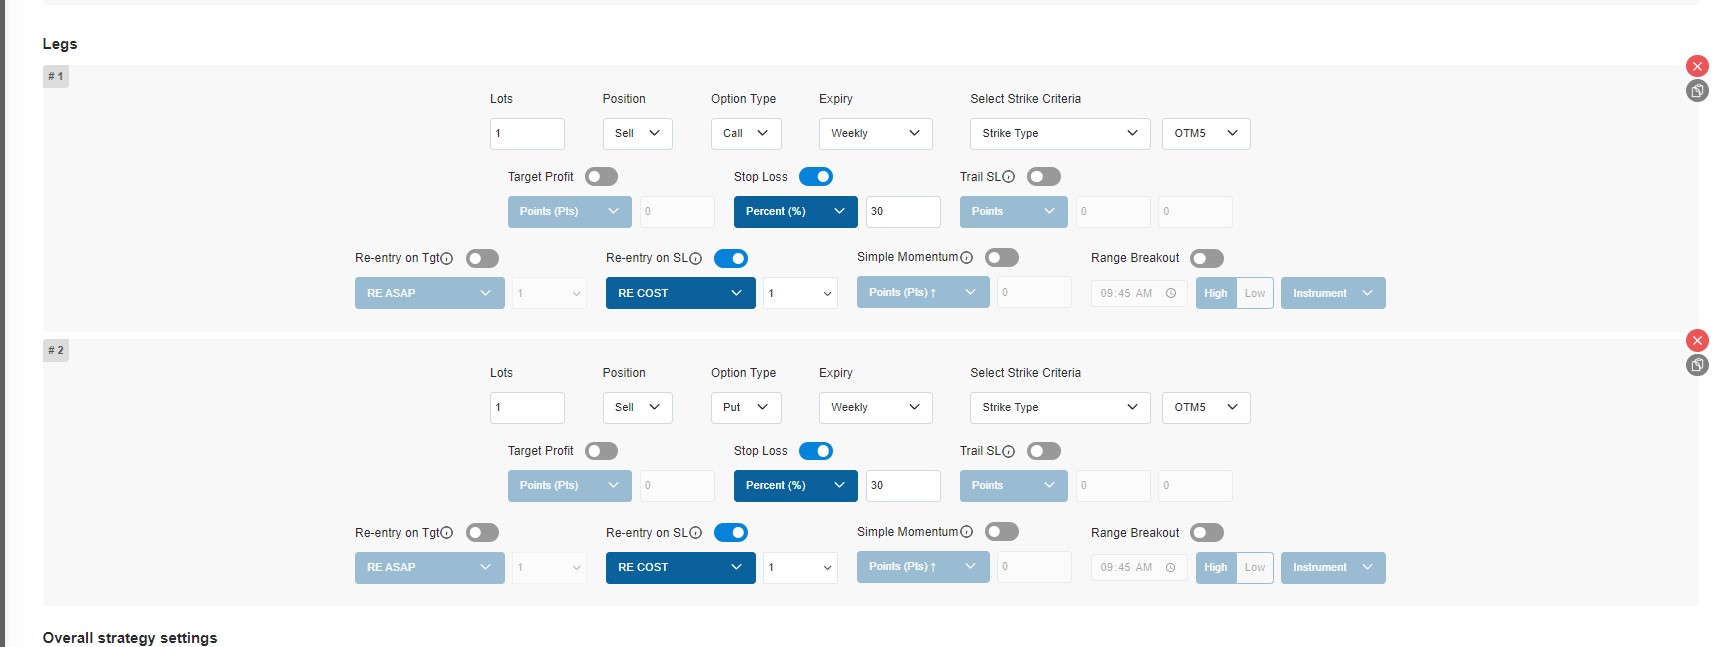 Legs
# 1
Lots Position Option Type Expiry Select Strike Criteria
1 Sell Call Weekly Strike Type OTM5
Target Profit Stop Loss Trail SL
Points (Pts) 0 Percent (%) 30 Points 0 0
Re-entry on Tgt Re-entry on SL Simple Momentum Range Breakout
RE ASAP 1 RE COST 1 Points (Pts) ↑ 0 09:45 AM High Low Instrument
# 2
Lots Position Option Type Expiry Select Strike Criteria
1 Sell Put Weekly Strike Type OTM5
Target Profit Stop Loss Trail SL
Points (Pts) 0 Percent (%) 30 Points 0 0
Re-entry on Tgt Re-entry on SL Simple Momentum Range Breakout
RE ASAP 1 RE COST 1 Points (Pts) ↑ 0 09:45 AM High Low Instrument
Overall strategy settings